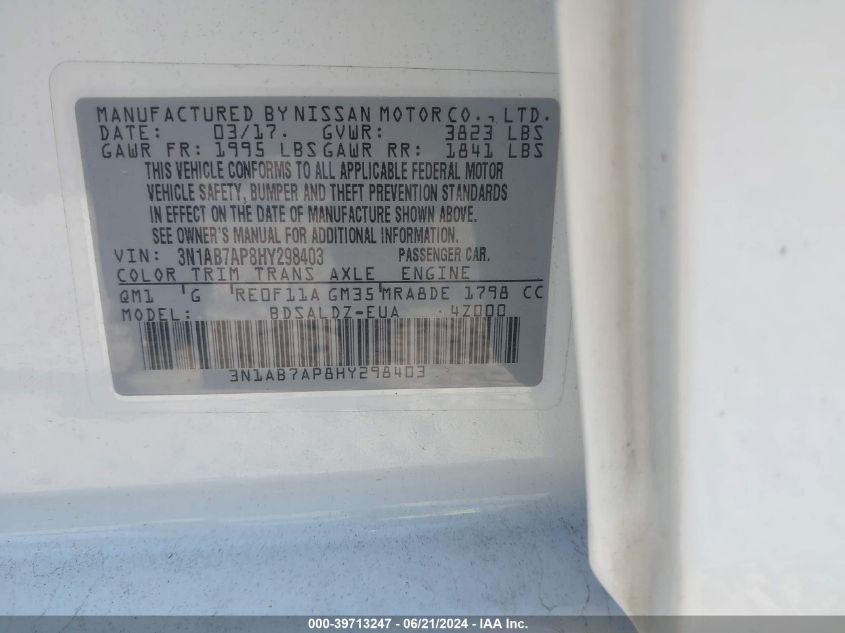 MANUFACTURED BY NISSAN MOTOR CO., LTD.
DATE: 03/17. GVWR: 3823 LBS
GAWR FR: 1995 LBS GAWR RR: 1841 LBS
THIS VEHICLE CONFORMS TO ALL APPLICABLE FEDERAL MOTOR
VEHICLE SAFETY, BUMPER AND THEFT PREVENTION STANDARDS
IN EFFECT ON THE DATE OF MANUFACTURE SHOWN ABOVE.
SEE OWNER'S MANUAL FOR ADDITIONAL INFORMATION.
VIN: 3N1AB7AP8HY298403 PASSENGER CAR.
COLOR TRIM TRANS AXLE ENGINE
QM1 'G RE0F11A GM35 MRA8DE 1798 CC
MODEL: BDSALDZ-EUA 4Z000
3N1AB7AP8HY298403
000-39713247 - 06/21/2024 - IAA Inc.